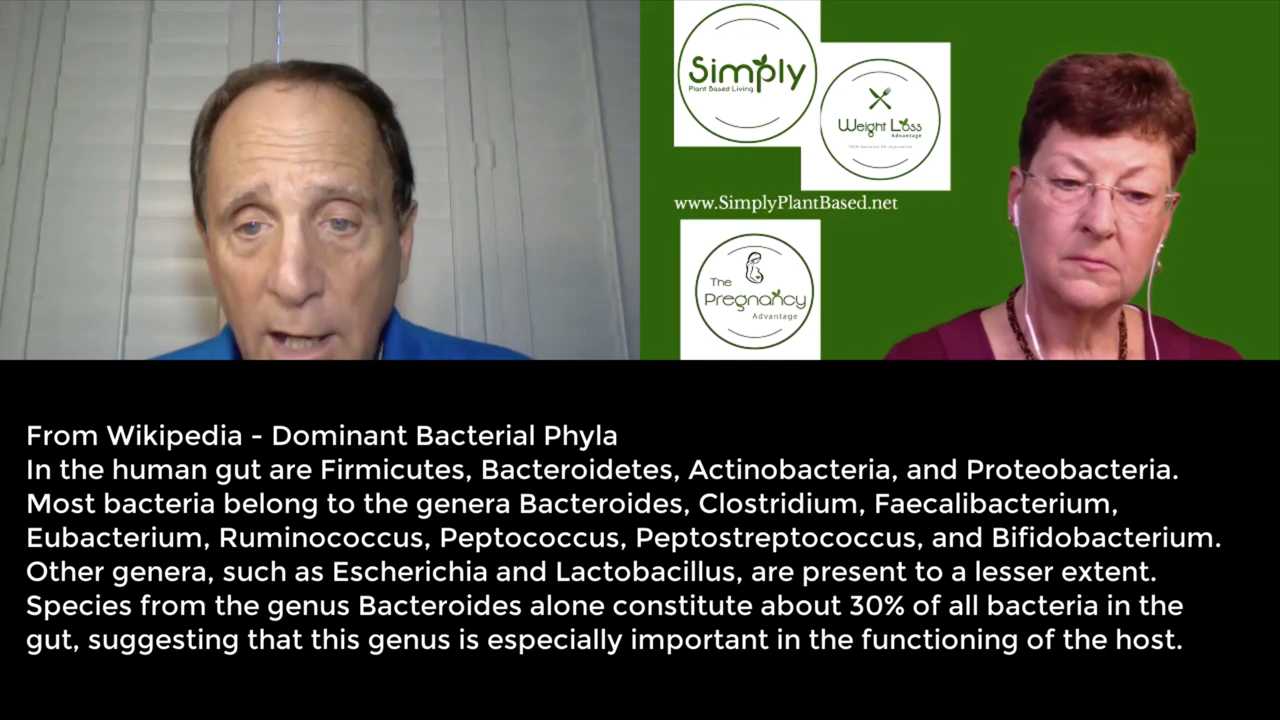 Simply
Plant Based Living
Weight Loss
Advantage
www.SimplyPlantBased.net
The
Pregnancy
Advantage
From Wikipedia - Dominant Bacterial Phyla
In the human gut are Firmicutes, Bacteroidetes, Actinobacteria, and Proteobacteria.
Most bacteria belong to the genera Bacteroides, Clostridium, Faecalibacterium,
Eubacterium, Ruminococcus, Peptococcus, Peptostreptococcus, and Bifidobacterium.
Other genera, such as Escherichia and Lactobacillus, are present to a lesser extent.
Species from the genus Bacteroides alone constitute about 30% of all bacteria in the
gut, suggesting that this genus is especially important in the functioning of the host.